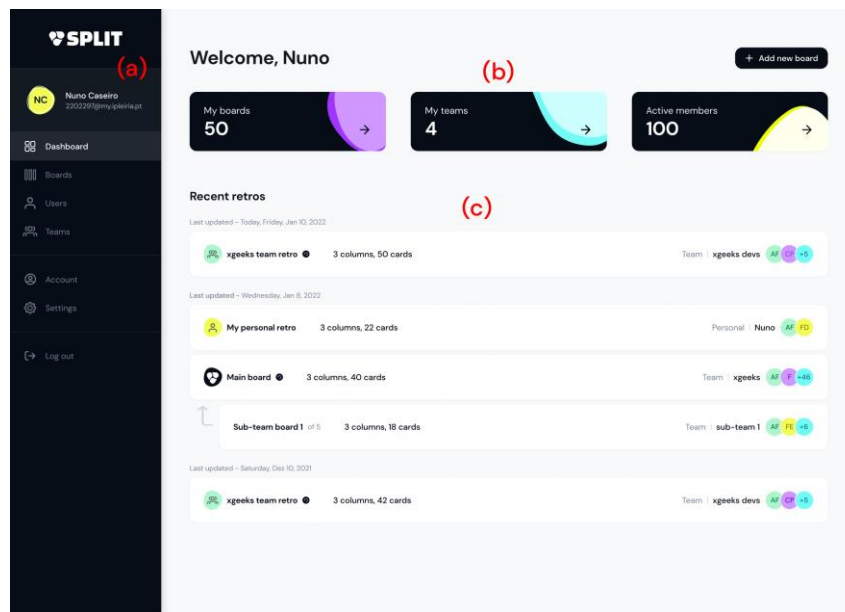 SPLIT
(a)
NC
Nuno Caseiro
2202297@my.ipleiria.pt
Dashboard
Boards
Users
Teams
Account
Settings
Log out
Welcome, Nuno
(b)
+ Add new board
My boards
50
My teams
4
Active members
100
Recent retros
(c)
Last updated - Today, Friday, Jan 10, 2022
xgeeks team retro 3 columns, 50 cards Team | xgeeks devs AF CP +5
Last updated - Wednesday, Jan 8, 2022
My personal retro 3 columns, 22 cards Personal | Nuno AF FD
Main board 3 columns, 40 cards Team | xgeeks AF F +46
Sub-team board 1 of 5 3 columns, 18 cards Team | sub-team 1 AF FE +6
Last updated - Saturday, Dez 10, 2021
xgeeks team retro 3 columns, 42 cards Team | xgeeks devs AF CP +5